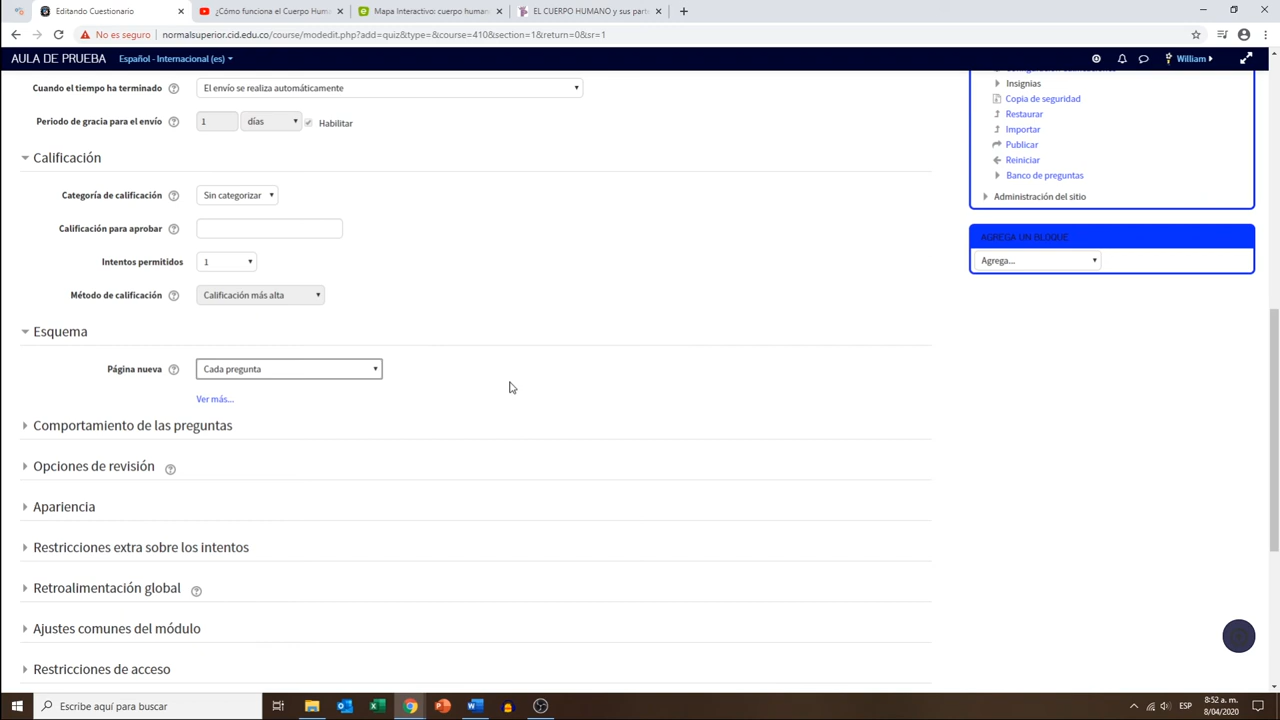 Editando Cuestionario
¿Cómo funciona el Cuerpo Hum
Mapa Interactivo: cuerpo human
EL CUERPO HUMANO y sus part
No es seguro
normalsuperior.cid.edu.co/course/modedit.php?add=quiz&type=&course=410&section=1&return=0&sr=1
AULA DE PRUEBA
Español - Internacional (es)
William
Cuando el tiempo ha terminado
El envío se realiza automáticamente
Periodo de gracia para el envío
1
días
Habilitar
Calificación
Categoría de calificación
Sin categorizar
Calificación para aprobar
Intentos permitidos
1
Método de calificación
Calificación más alta
Esquema
Página nueva
Cada pregunta
Ver más...
Comportamiento de las preguntas
Opciones de revisión
Apariencia
Restricciones extra sobre los intentos
Retroalimentación global
Ajustes comunes del módulo
Restricciones de acceso
Insignias
Copia de seguridad
Restaurar
Importar
Publicar
Reiniciar
Banco de preguntas
Administración del sitio
AGREGA UN BLOQUE
Agrega...
Escribe aquí para buscar
ESP
8:52 a. m.
8/04/2020